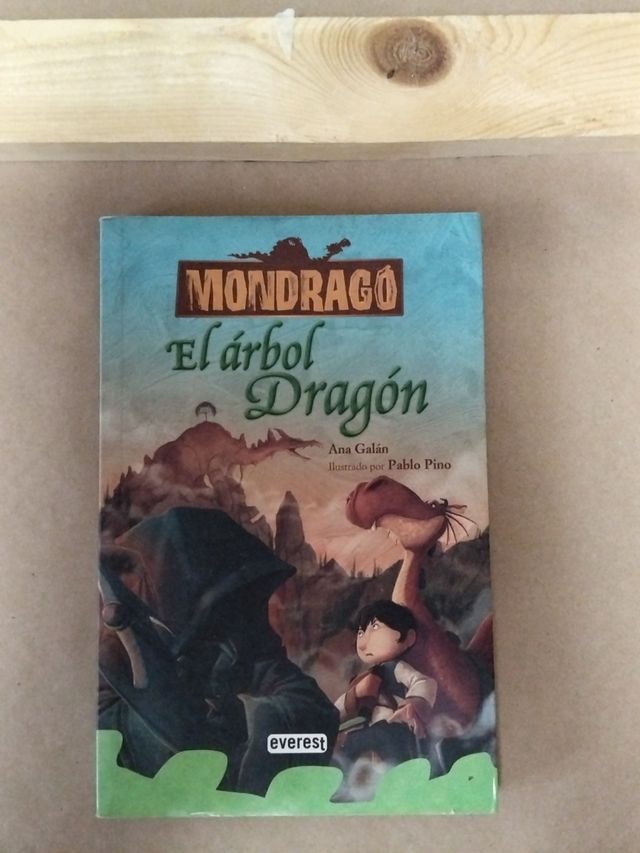 MONDRAGÓ
El árbol
Dragón
Ana Galán
Ilustrado por Pablo Pino
everest